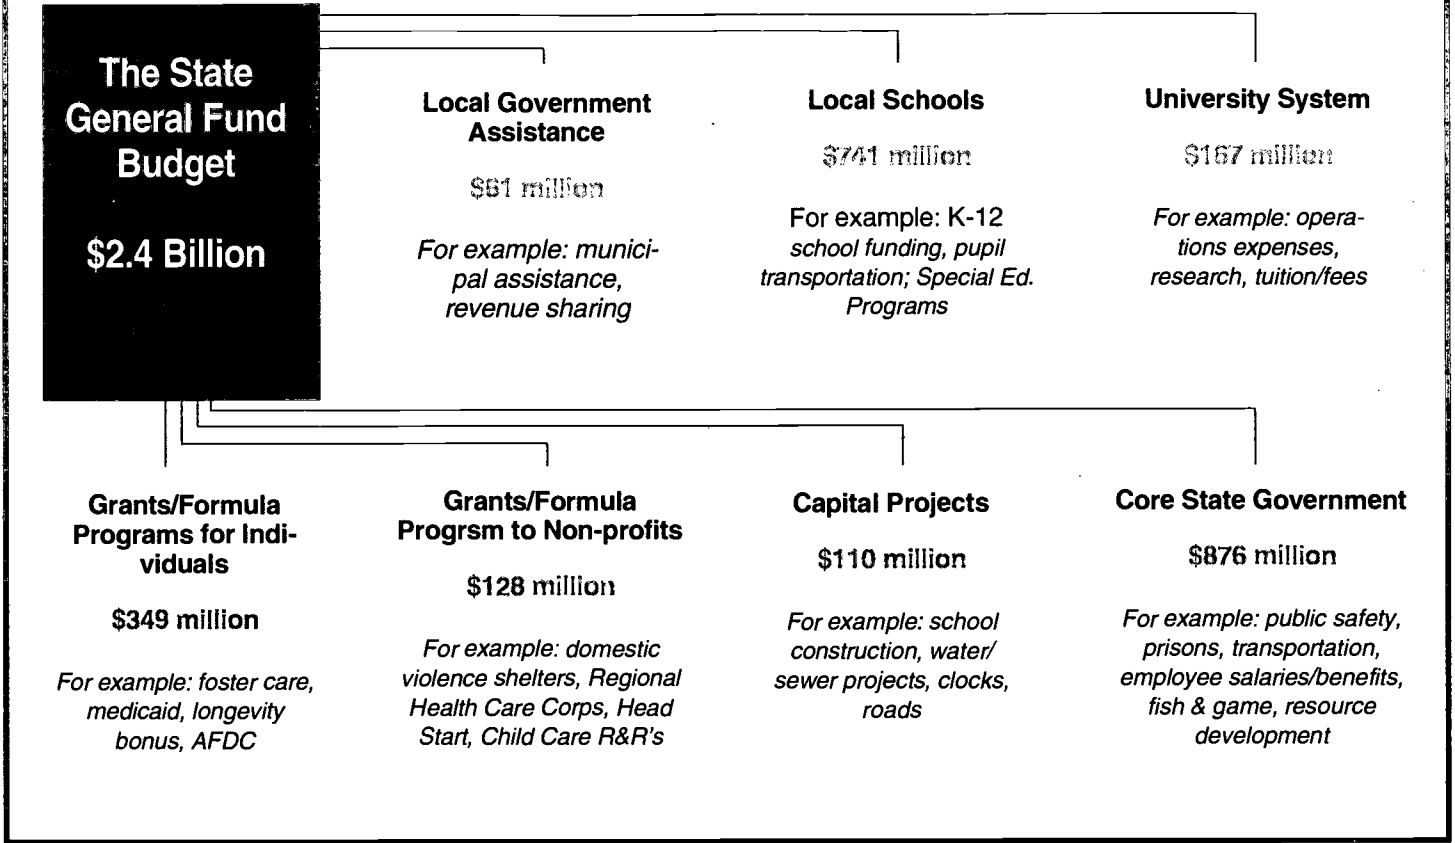 The State
General Fund
Budget
$2.4 Billion
Local Government
Assistance
million
For example: munici-
pal assistance,
revenue sharing
Local Schools
$741 million
For example: K-12
school funding, pupil
transportation; Special Ed.
Programs
University System
$167 million
For example: opera-
tions expenses,
research, tuition/fees
Grants/Formula
Programs for Indi-
viduals
$349 million
For example: foster care,
medicaid, longevity
bonus, AFDC
Grants/Formula
Progrsm to Non-profits
$128 million
For example: domestic
violence shelters, Regional
Health Care Corps, Head
Start, Child Care R&R's
Capital Projects
$110 million
For example: school
construction, water/
sewer projects, clocks,
roads
Core State Government
$876 million
For example: public safety,
prisons, transportation,
employee salaries/benefits,
fish & game, resource
development